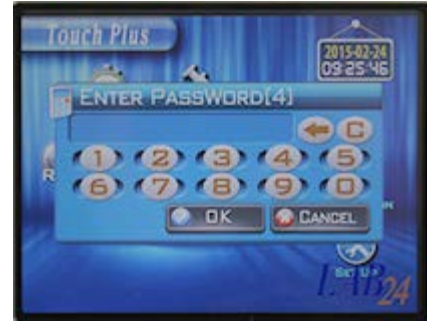 Touch Plus
2015-02-24
09:25:46
ENTER PASSWORD[4]
C
1 2 3 4 5
6 7 8 9 0
OK CANCEL
SET UP
LAB24